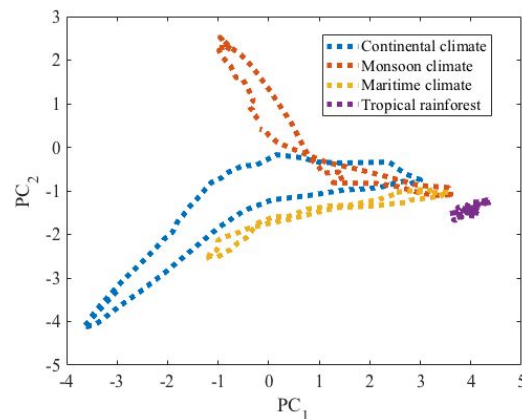 3
2
1
0
-1
-2
-3
-4
-5
PC2
Continental climate
Monsoon climate
Maritime climate
Tropical rainforest
-4 -3 -2 -1 0 1 2 3 4 5
PC1